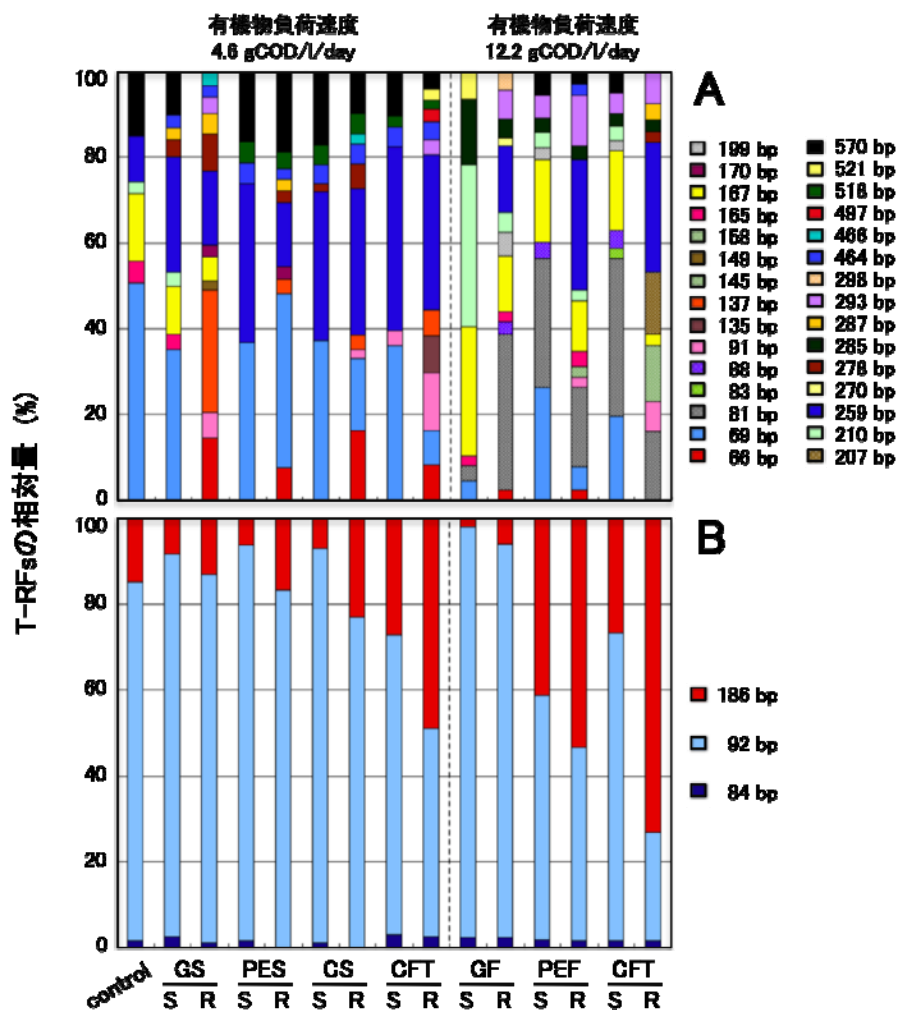 有機物負荷速度
4.6 gCOD/l/day
有機物負荷速度
12.2 gCOD/l/day
T-RFsの相対量 (%)
100
80
60
40
20
0
A
199 bp
170 bp
167 bp
165 bp
158 bp
149 bp
145 bp
137 bp
135 bp
91 bp
88 bp
83 bp
81 bp
69 bp
66 bp
570 bp
521 bp
518 bp
497 bp
466 bp
464 bp
298 bp
293 bp
287 bp
285 bp
278 bp
270 bp
259 bp
210 bp
207 bp
100
80
60
40
20
0
B
186 bp
92 bp
84 bp
control
GS
PES
CS
CFT
GF
PEF
CFT
S R S R S R S R S R S R S R